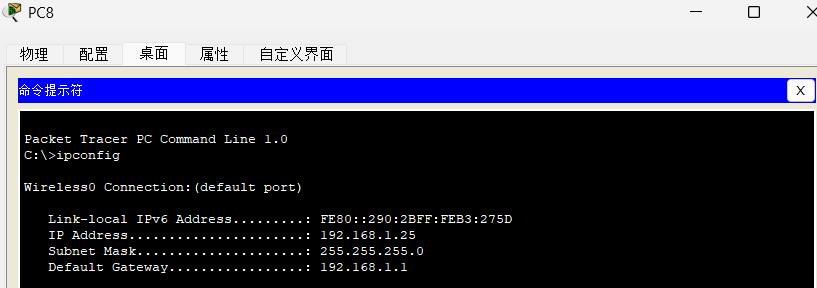 PC8
物理 配置 桌面 属性 自定义界面
命令提示符 X
Packet Tracer PC Command Line 1.0
C:\>ipconfig
Wireless0 Connection:(default port)
Link-local IPv6 Address.........: FE80::290:2BFF:FEB3:275D
IP Address......................: 192.168.1.25
Subnet Mask.....................: 255.255.255.0
Default Gateway.................: 192.168.1.1